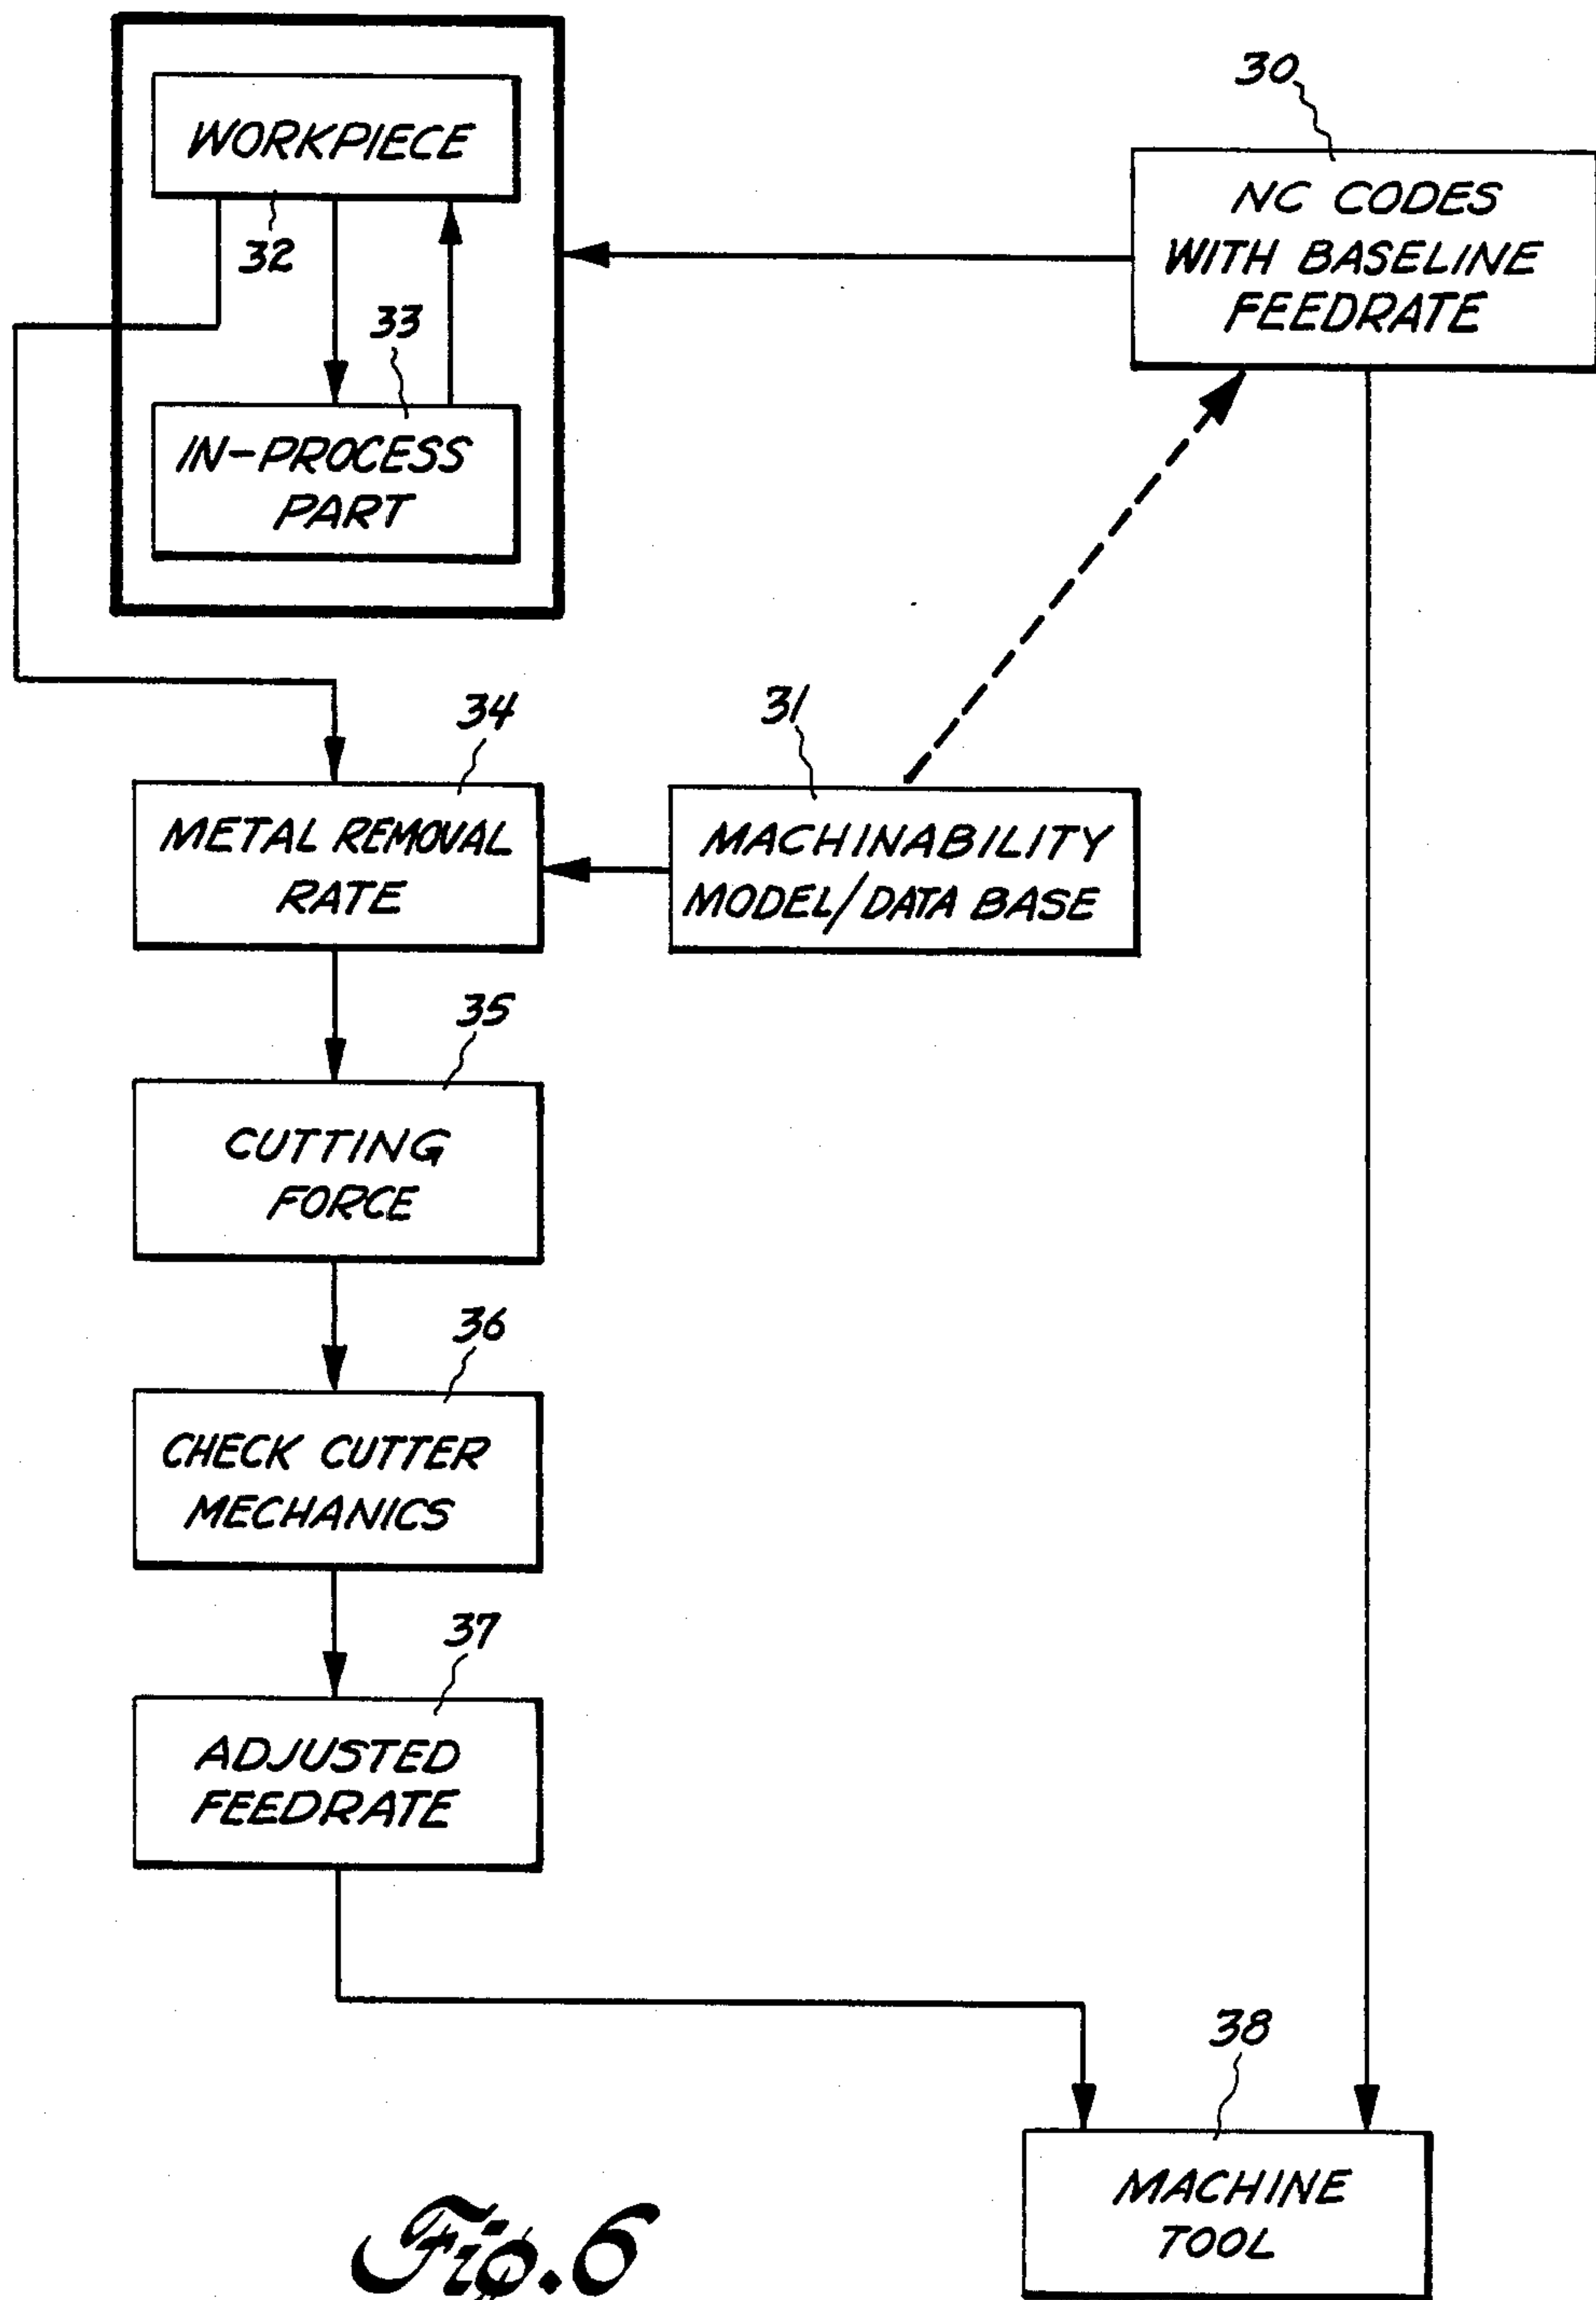 WORKPIECE
32
33
IN-PROCESS
PART
30
NC CODES
WITH BASELINE
FEEDRATE
34
METAL REMOVAL
RATE
31
MACHINABILITY
MODEL/DATA BASE
35
CUTTING
FORCE
36
CHECK CUTTER
MECHANICS
37
ADJUSTED
FEEDRATE
38
MACHINE
TOOL
Fig. 6